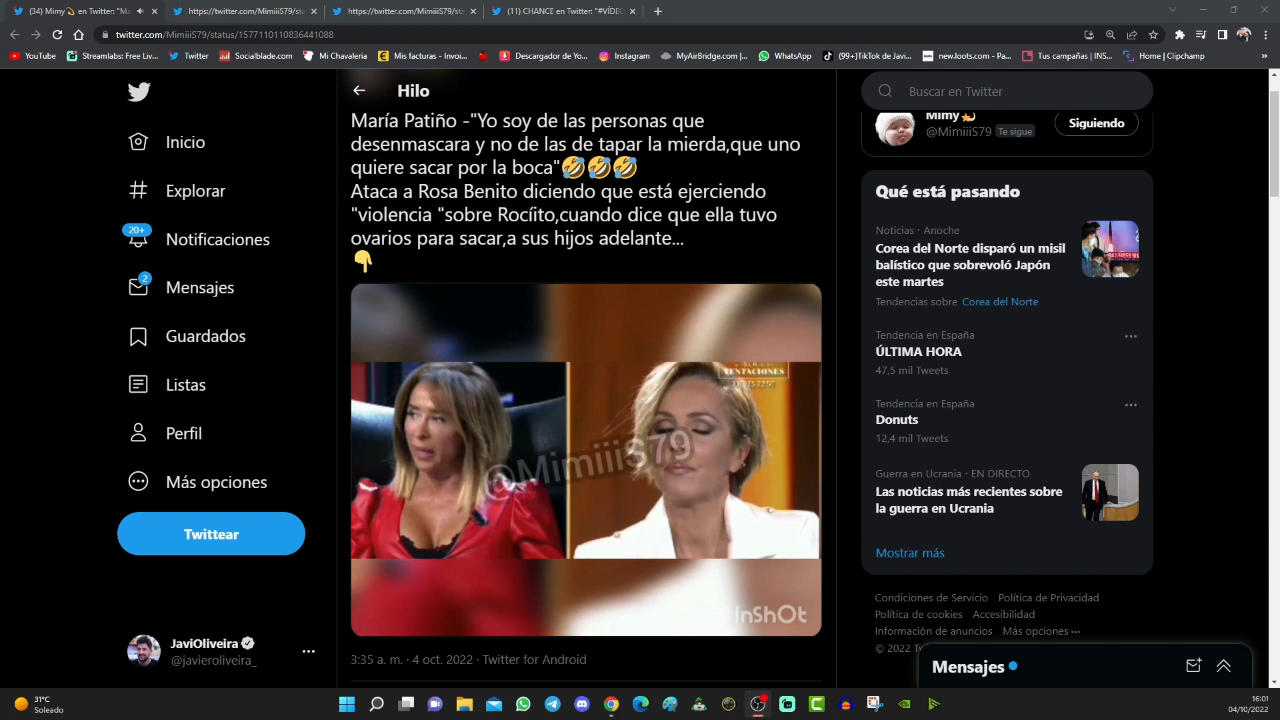 (34) Mimy en Twitter: "Ma
https://twitter.com/MimiiiS79/sta
https://twitter.com/MimiiiS79/sta
(11) CHANCE en Twitter: "#VÍDEO
twitter.com/MimiiiS79/status/1577110110836441088
YouTube
Streamlabs: Free Liv...
Twitter
Socialblade.com
Mi Chavaleria
Mis facturas - Invoi...
Descargador de Yo...
Instagram
MyAirBridge.com |...
WhatsApp
(99+)TikTok de Javi...
newJoots.com - Pa...
Tus campañas | INS...
Home | Clipchamp
»
Inicio
Explorar
20+
Notificaciones
2
Mensajes
Guardados
Listas
Perfil
Más opciones
Twittear
JaviOliveira
@javieroliveira_
Hilo
María Patiño -"Yo soy de las personas que
desenmascara y no de las de tapar la mierda,que uno
quiere sacar por la boca"🤣🤣🤣
Ataca a Rosa Benito diciendo que está ejerciendo
"violencia "sobre Rocíito,cuando dice que ella tuvo
ovarios para sacar,a sus hijos adelante...
👇
TENTACIONES
@MimiiiS79
InShOt
3:35 a. m. · 4 oct. 2022 · Twitter for Android
Buscar en Twitter
Mimy
@MimiiiS79 Te sigue
Siguiendo
Qué está pasando
Noticias · Anoche
Corea del Norte disparó un misil
balístico que sobrevoló Japón
este martes
Tendencias sobre Corea del Norte
Tendencia en España
ÚLTIMA HORA
47,5 mil Tweets
Tendencia en España
Donuts
12,4 mil Tweets
Guerra en Ucrania · EN DIRECTO
Las noticias más recientes sobre
la guerra en Ucrania
Mostrar más
Condiciones de Servicio Política de Privacidad
Política de cookies Accesibilidad
Información de anuncios Más opciones
© 2022 Tw
Mensajes
31°C
Soleado
16:01
04/10/2022